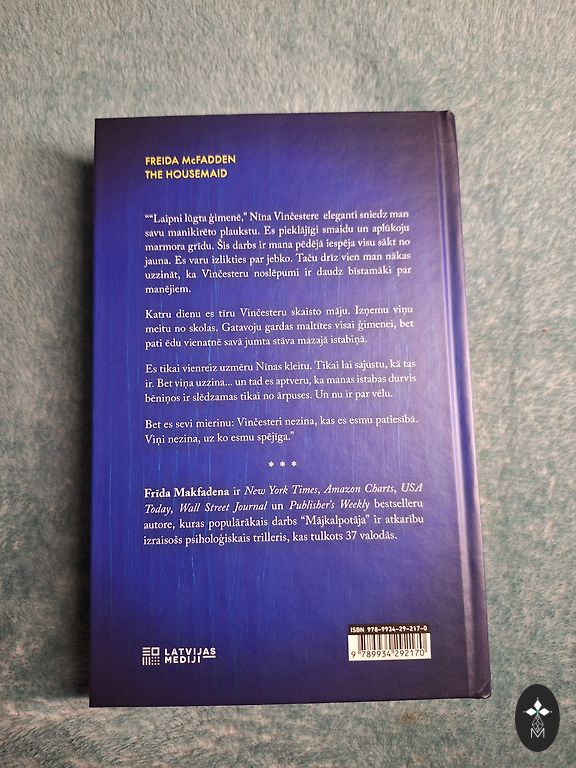 FREIDA McFADDEN
THE HOUSEMAID
““Laipni lūgta ģimenē,” Nīna Vinčestere eleganti sniedz man
savu manikirēto plaukstu. Es pieklājīgi smaidu un aplūkoju
marmora grīdu. Šis darbs ir mana pēdējā iespēja visu sākt no
jauna. Es varu izlikties par jebko. Taču drīz vien man nākas
uzzināt, ka Vinčesteru noslēpumi ir daudz bīstamāki par
manējiem.
Katru dienu es tīru Vinčesteru skaisto māju. Izņemu viņu
meitu no skolas. Gatavoju gardas maltītes visai ģimenei, bet
pati ēdu vienatnē savā jumta stāva mazajā istabiņā.
Es tikai vienreiz uzmēru Nīnas kleitu. Tikai lai sajustu, kā tas
ir. Bet viņa uzzina... un tad es aptveru, ka manas istabas durvis
bēniņos ir slēdzamas tikai no ārpuses. Un nu ir par vēlu.
Bet es sevi mierinu: Vinčesteri nezina, kas es esmu patiesībā.
Viņi nezina, uz ko esmu spējīga.”
* * *
Frīda Makfadena ir New York Times, Amazon Charts, USA
Today, Wall Street Journal un Publisher's Weekly bestselleru
autore, kuras populārākais darbs “Mājkalpotāja” ir atkarību
izraisošs psiholoģiskais trilleris, kas tulkots 37 valodās.
ISBN 978-9934-29-217-0
9 789934 292170
LATVIJAS
MEDIJI
M